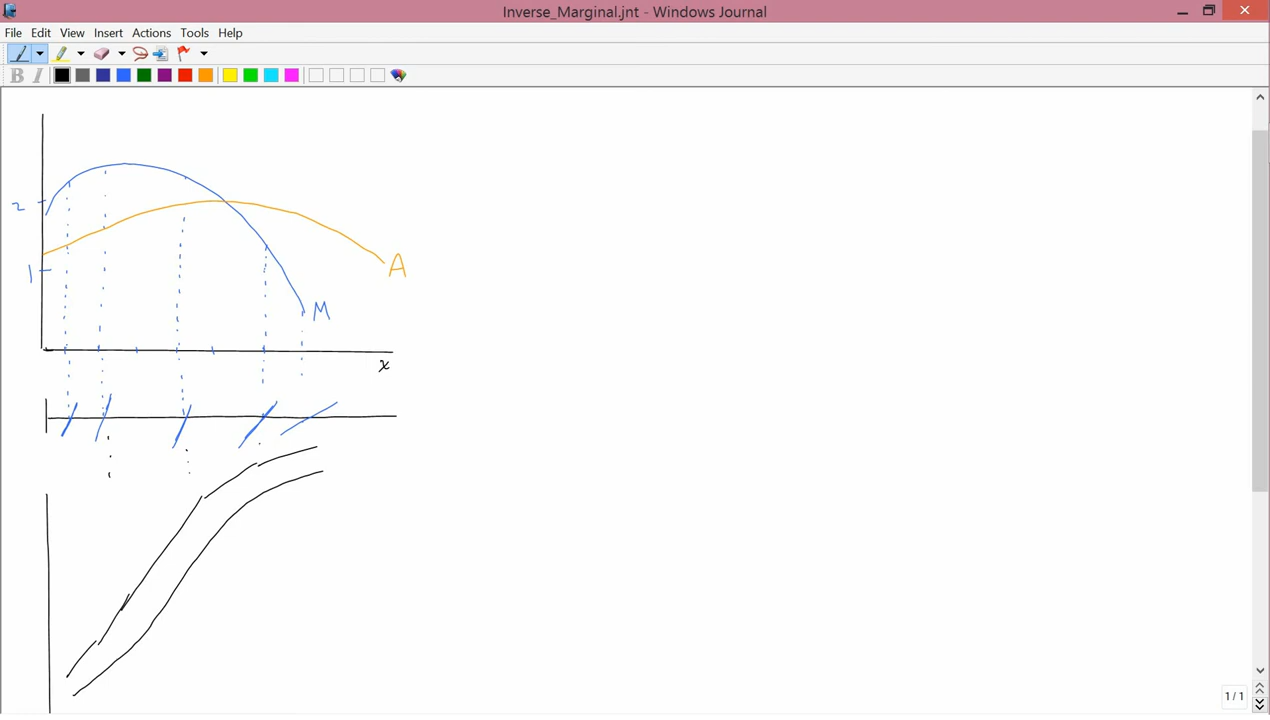 Inverse_Marginal.jnt - Windows Journal
File Edit View Insert Actions Tools Help
B I
2
1
A
M
x
1 / 1